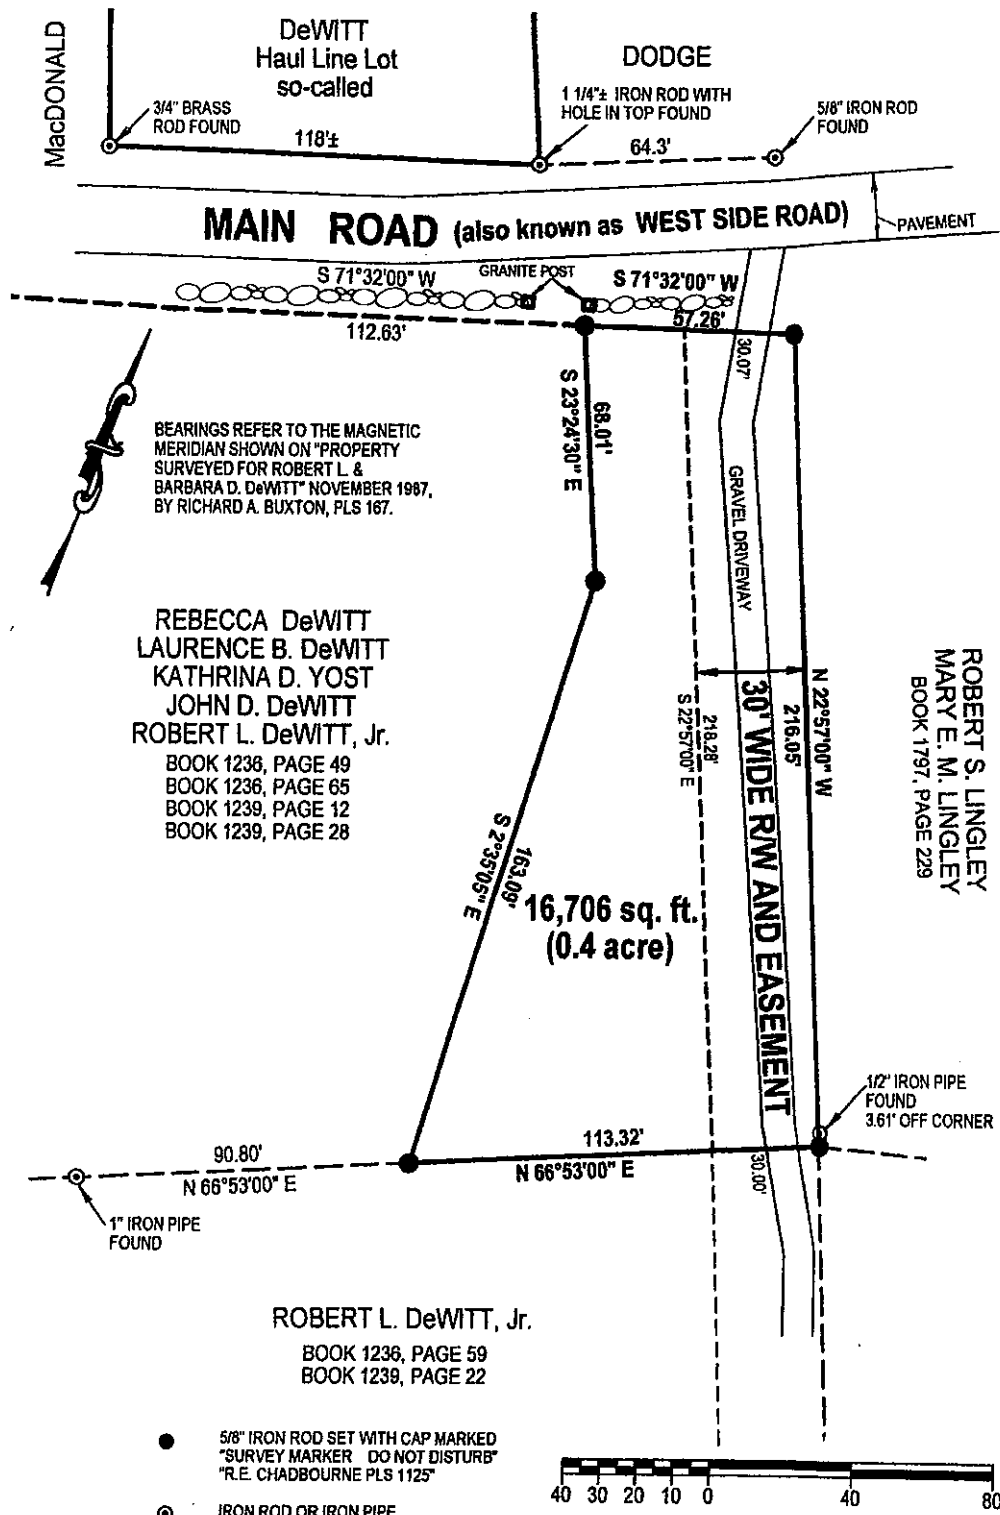 MacDONALD
DeWITT
Haul Line Lot
so-called
DODGE
3/4" BRASS
ROD FOUND
1 1/4"± IRON ROD WITH
HOLE IN TOP FOUND
5/8" IRON ROD
FOUND
118'±
64.3'
MAIN ROAD (also known as WEST SIDE ROAD)
PAVEMENT
S 71°32'00" W
GRANITE POST
S 71°32'00" W
112.63'
57.26'
30.07'
68.01'
S 23°24'30" E
BEARINGS REFER TO THE MAGNETIC
MERIDIAN SHOWN ON "PROPERTY
SURVEYED FOR ROBERT L. &
BARBARA D. DeWITT" NOVEMBER 1987,
BY RICHARD A. BUXTON, PLS 167.
GRAVEL DRIVEWAY
REBECCA DeWITT
LAURENCE B. DeWITT
KATHRINA D. YOST
JOHN D. DeWITT
ROBERT L. DeWITT, Jr.
BOOK 1236, PAGE 49
BOOK 1236, PAGE 65
BOOK 1239, PAGE 12
BOOK 1239, PAGE 28
N 22°57'00" W
216.05'
30' WIDE R/W AND EASEMENT
218.28'
S 22°57'00" E
ROBERT S. LINGLEY
MARY E. M. LINGLEY
BOOK 1797, PAGE 229
163.09'
S 2°35'05" E
16,706 sq. ft.
(0.4 acre)
1/2" IRON PIPE
FOUND
3.61' OFF CORNER
90.80'
N 66°53'00" E
113.32'
N 66°53'00" E
30.00'
1" IRON PIPE
FOUND
ROBERT L. DeWITT, Jr.
BOOK 1236, PAGE 59
BOOK 1239, PAGE 22
5/8" IRON ROD SET WITH CAP MARKED
"SURVEY MARKER DO NOT DISTURB"
"R.E. CHADBOURNE PLS 1125"
IRON ROD OR IRON PIPE
40 30 20 10 0 40 80